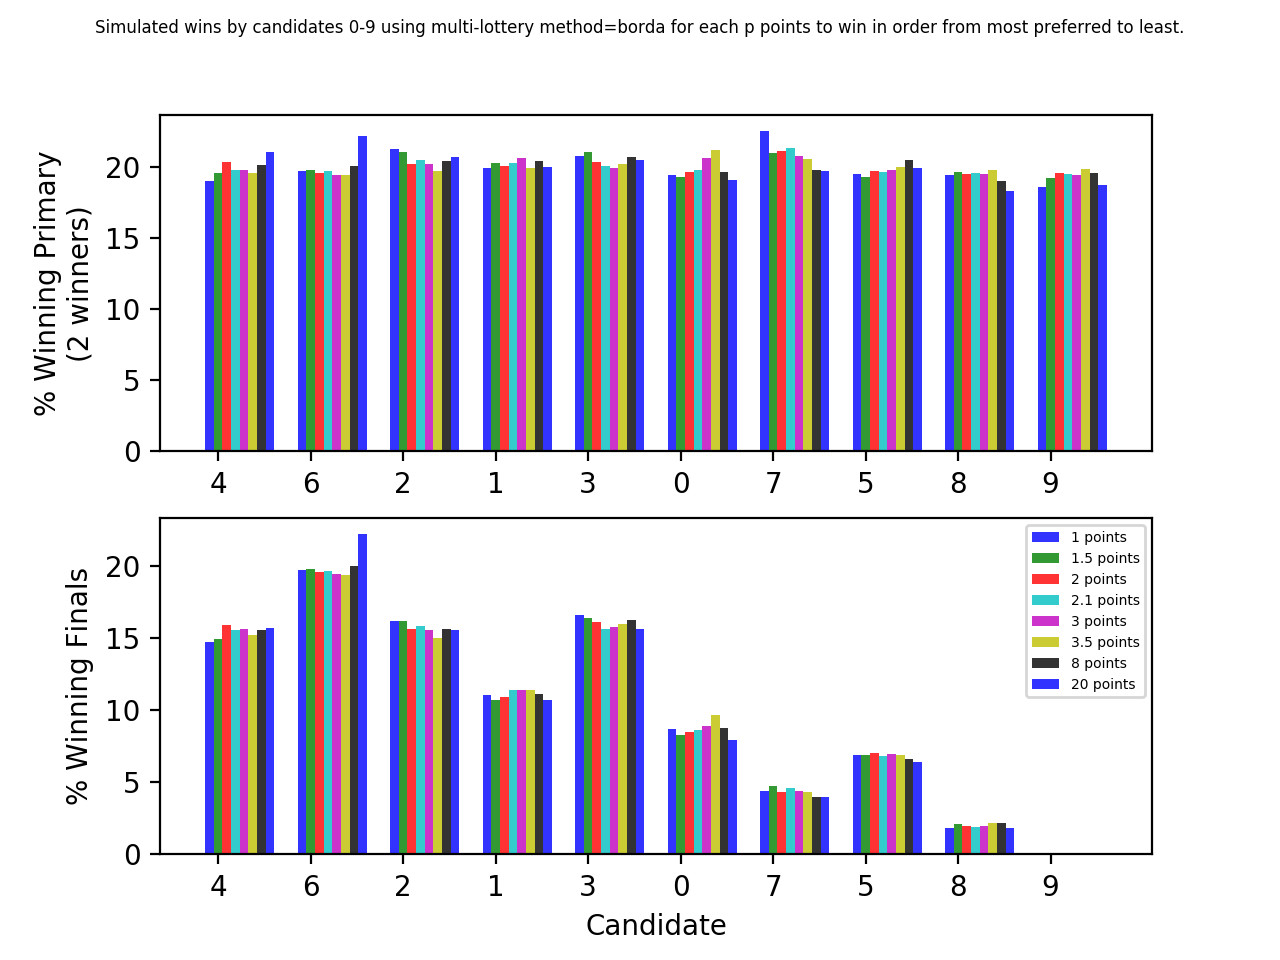 Simulated wins by candidates 0-9 using multi-lottery method=borda for each p points to win in order from most preferred to least.
% Winning Primary
(2 winners)
20
15
10
5
0
4 6 2 1 3 0 7 5 8 9
% Winning Finals
20
15
10
5
0
1 points
1.5 points
2 points
2.1 points
3 points
3.5 points
8 points
20 points
4 6 2 1 3 0 7 5 8 9
Candidate